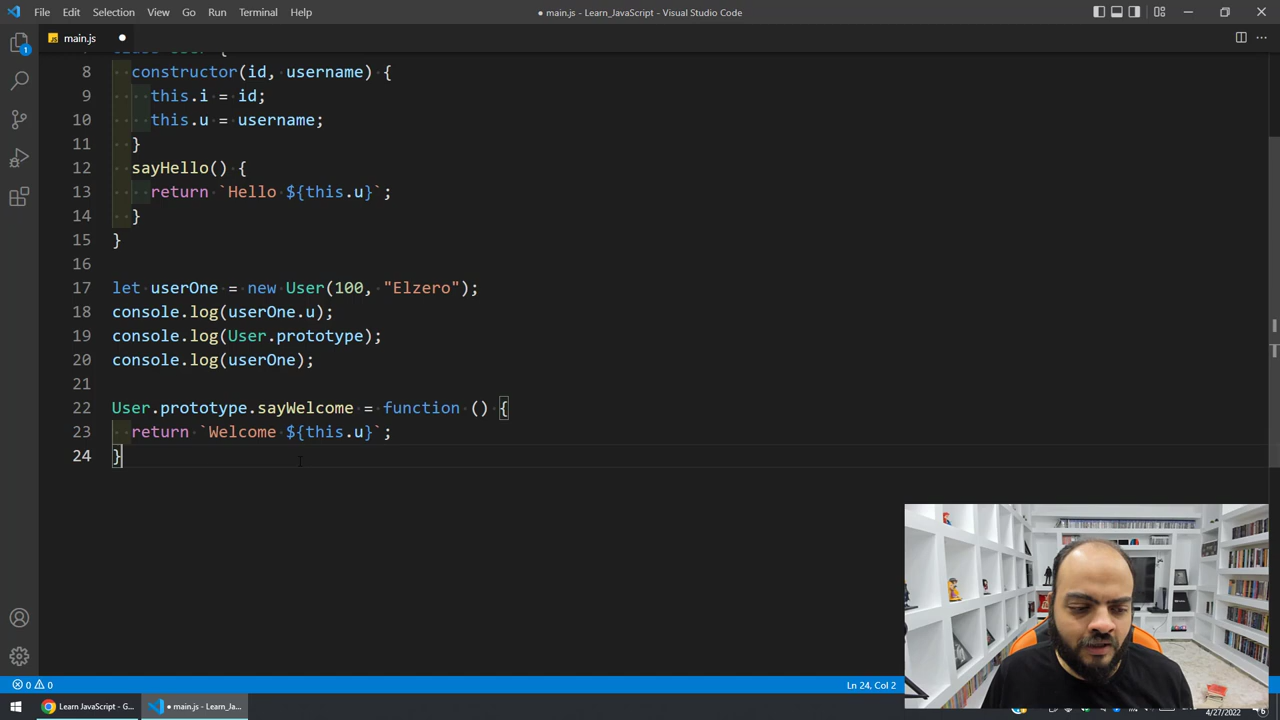 File Edit Selection View Go Run Terminal Help
● main.js - Learn_JavaScript - Visual Studio Code
JS main.js ●
1
8 constructor(id, username) {
9 this.i = id;
10 this.u = username;
11 }
12 sayHello() {
13 return `Hello ${this.u}`;
14 }
15 }
16
17 let userOne = new User(100, "Elzero");
18 console.log(userOne.u);
19 console.log(User.prototype);
20 console.log(userOne);
21
22 User.prototype.sayWelcome = function () {
23 return `Welcome ${this.u}`;
24 }
0 0
Ln 24, Col 2
Learn JavaScript - G...
● main.js - Learn_Ja...
4/27/2022